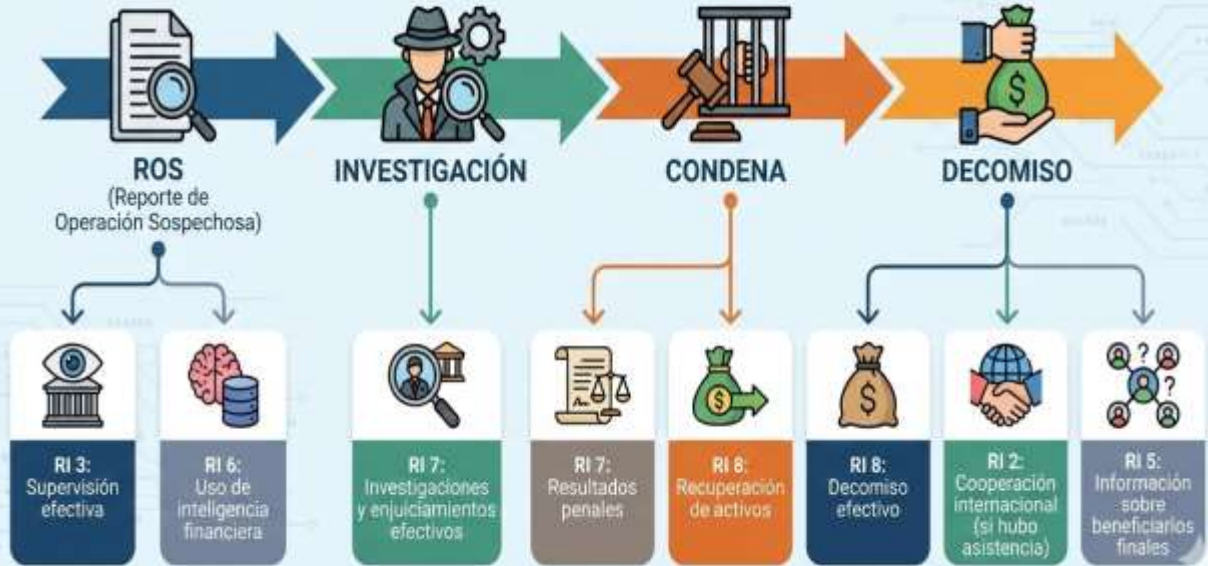 ROS
(Reporte de
Operación Sospechosa)
INVESTIGACIÓN
CONDENA
DECOMISO
RI 3:
Supervisión
efectiva
RI 6:
Uso de
inteligencia
financiera
RI 7:
Investigaciones
y enjuiciamientos
efectivos
RI 7:
Resultados
penales
RI 8:
Recuperación
de activos
RI 8:
Decomiso
efectivo
RI 2:
Cooperación
internacional
(si hubo
asistencia)
RI 5:
Información
sobre
beneficiarios
finales